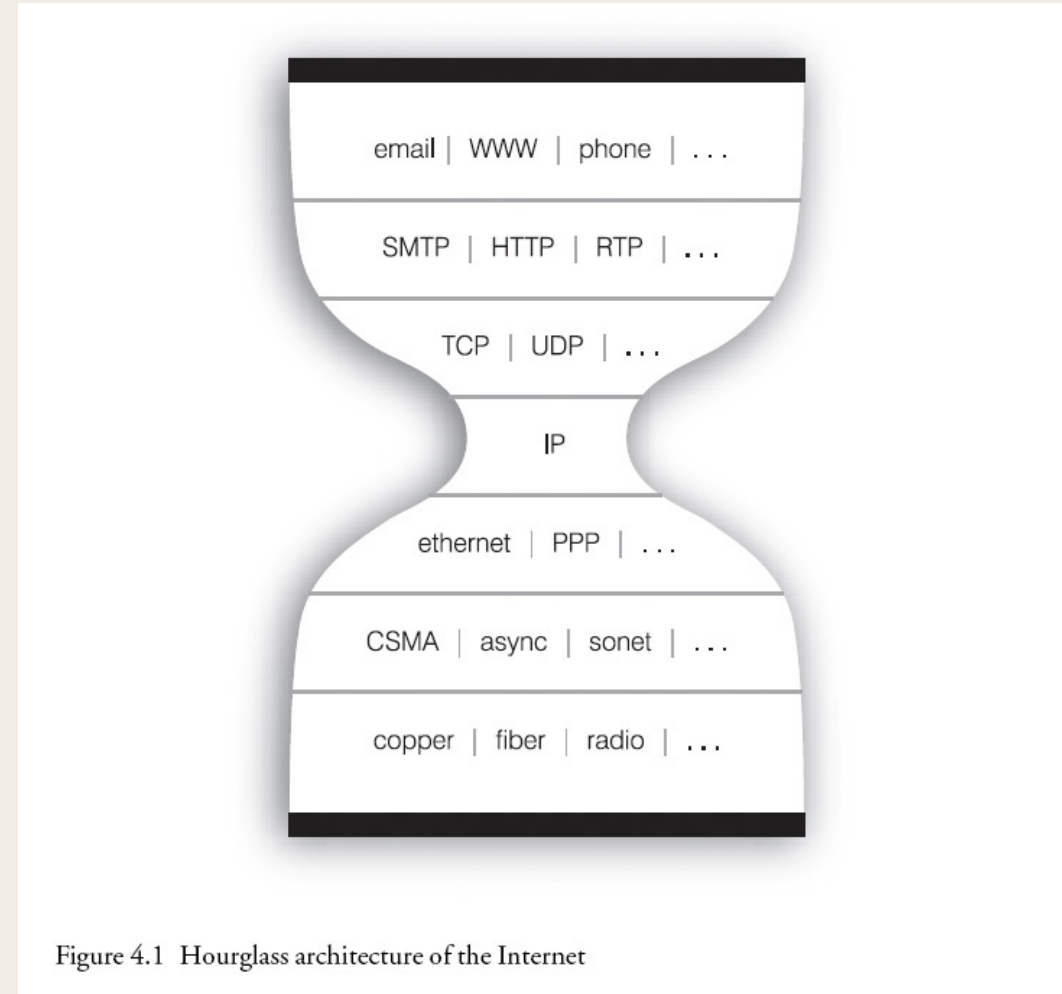 email | WWW | phone | ...
SMTP | HTTP | RTP | ...
TCP | UDP | ...
IP
ethernet | PPP | ...
CSMA | async | sonet | ...
copper | fiber | radio | ...
Figure 4.1 Hourglass architecture of the Internet